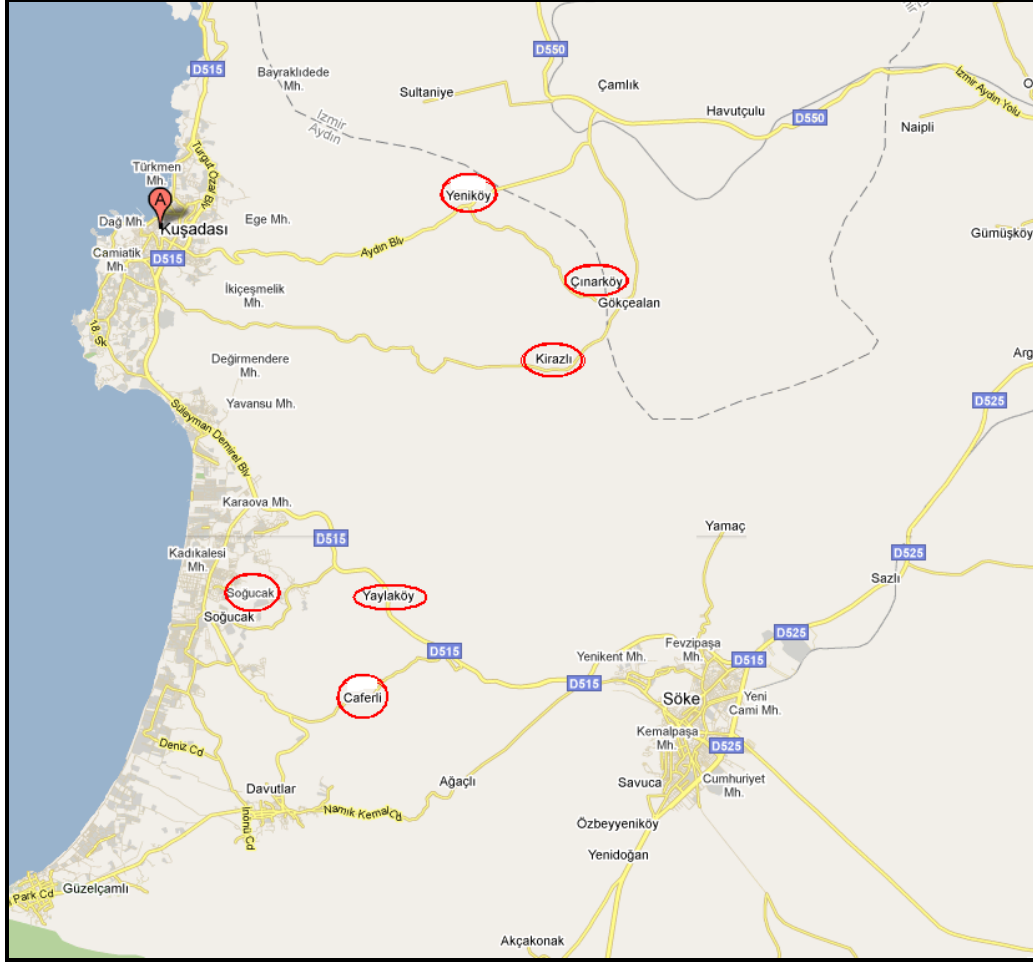 D550
D515
Bayraklıdede
Mh.
Çamlık
Sultaniye
Havutçulu
İzmir Aydın Yolu
D550
Naipli
İzmir
Aydın
Turgut Özal Blv
Türkmen
Mh.
Yeniköy
A
Dağ Mh.
Kuşadası
Ege Mh.
Gümüşköy
Aydın Blv
Camiatik
Mh.
D515
Çınarköy
İkiçeşmelik
Mh.
Gökçealan
18 Sk
Değirmendere
Mh.
Kirazlı
Arg
Yavansu Mh.
D525
Süleyman Demirel Blv
Karaova Mh.
Yamaç
D515
Kadıkalesi
Mh.
D525
Sazlı
Soğucak
Yaylaköy
Soğucak
D525
Fevzipaşa
Mh.
D515
Yenikent Mh.
D515
D515
Caferli
Söke
Yeni
Cami Mh.
Kemalpaşa
Mh.
D525
Deniz Cd
Ağaçlı
Savuca
Cumhuriyet
Mh.
Davutlar
Namık Kemal Cd
İnönü Cd
Özbeyyeniköy
Yenidoğan
Güzelçamlı
Park Cd
Akçakonak